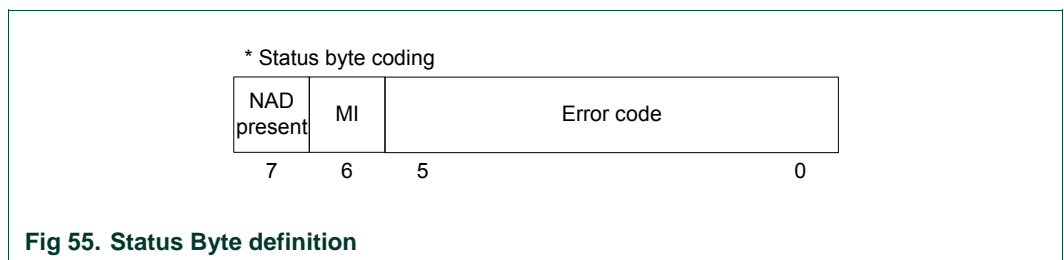 * Status byte coding
NAD present MI Error code
7 6 5 0
Fig 55. Status Byte definition